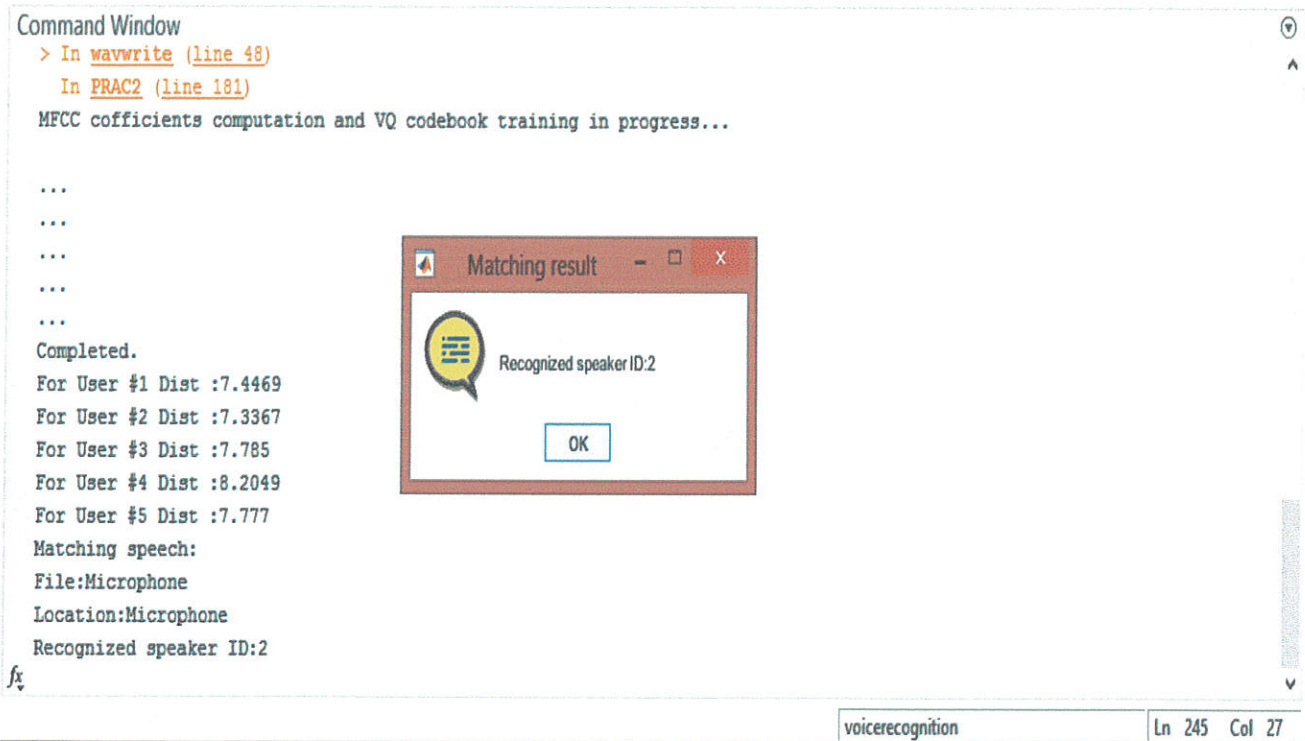 Command Window
> In wavwrite (line 48)
In PRAC2 (line 181)
MFCC cofficients computation and VQ codebook training in progress...
...
...
...
...
...
Completed.
For User #1 Dist :7.4469
For User #2 Dist :7.3367
For User #3 Dist :7.785
For User #4 Dist :8.2049
For User #5 Dist :7.777
Matching speech:
File:Microphone
Location:Microphone
Recognized speaker ID:2
fx
Matching result
X
Recognized speaker ID:2
OK
voicerecognition
Ln 245 Col 27